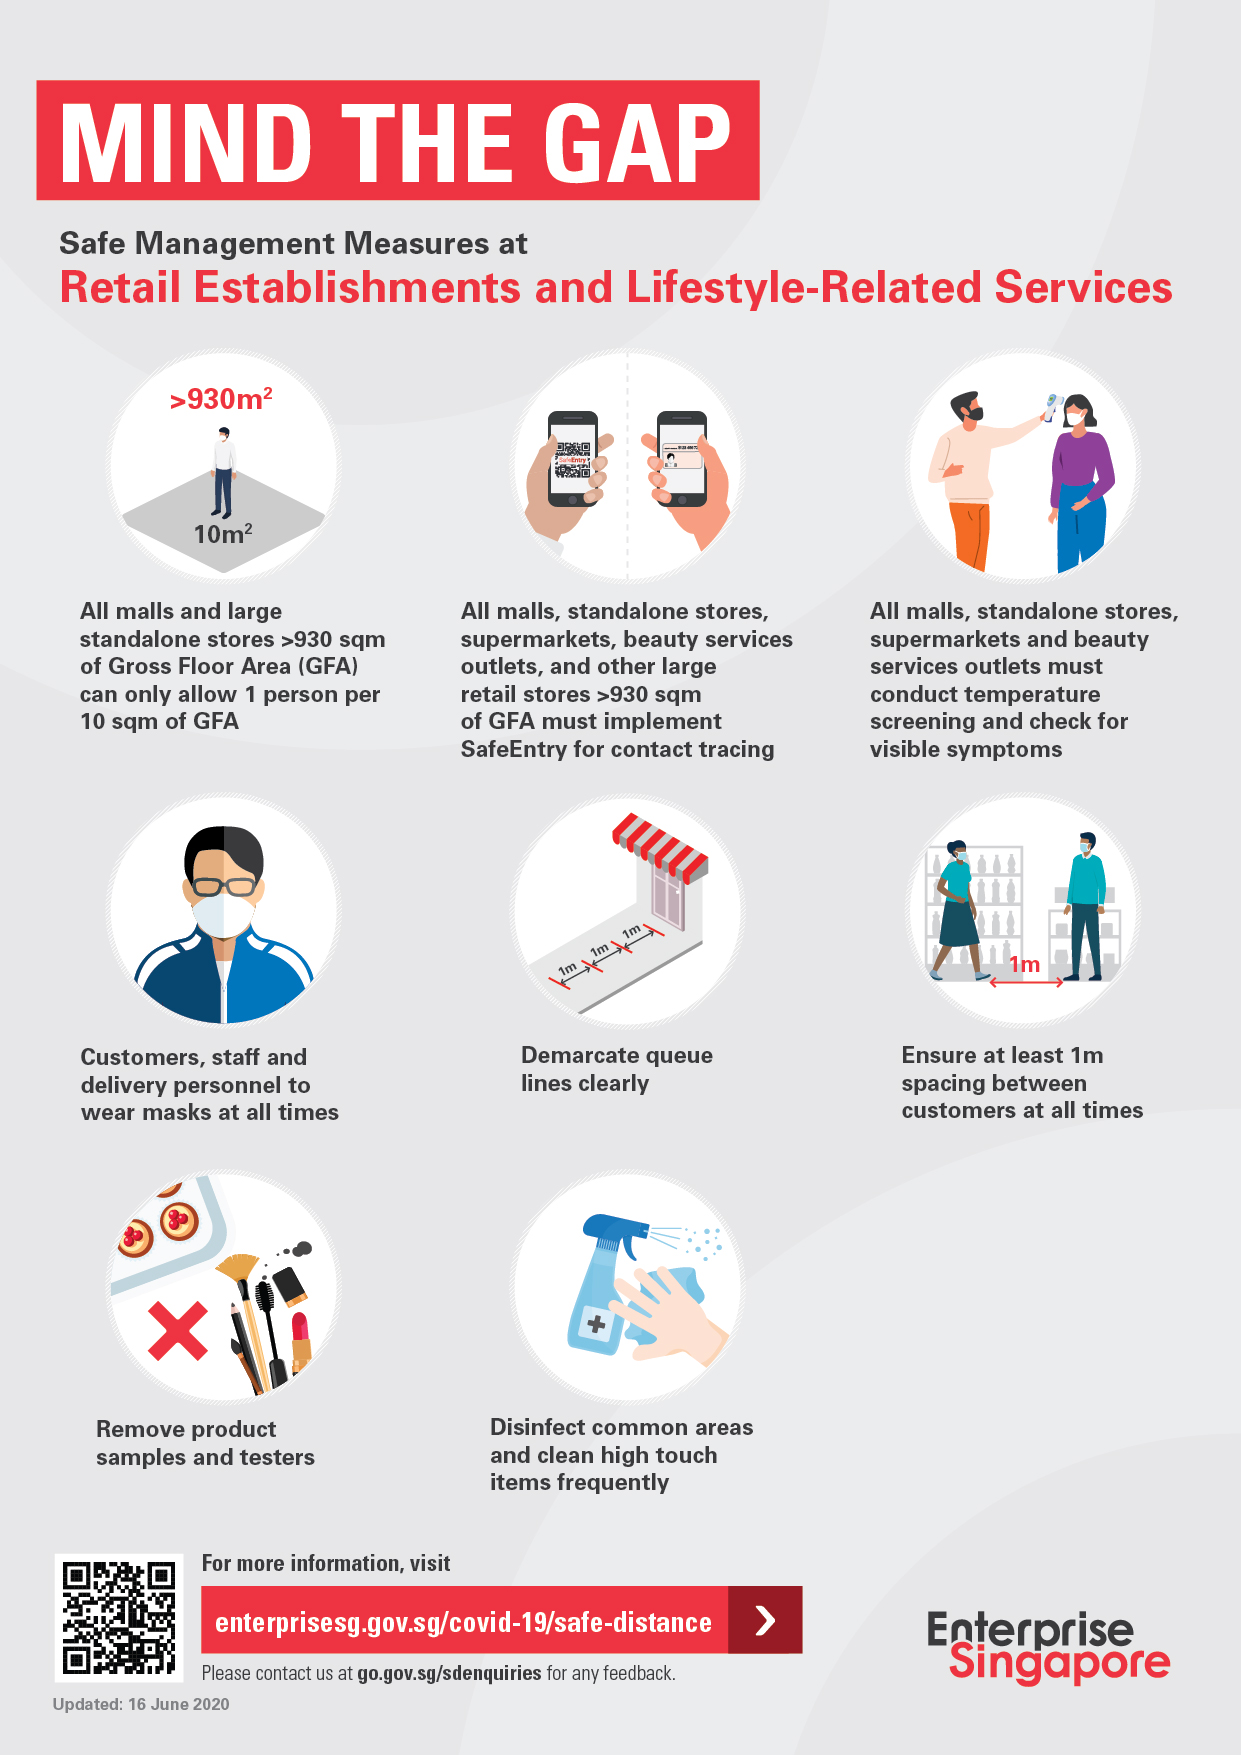 MIND THE GAP
Safe Management Measures at
Retail Establishments and Lifestyle-Related Services
>930m²
10m²
SafeEntry
All malls and large
standalone stores >930 sqm
of Gross Floor Area (GFA)
can only allow 1 person per
10 sqm of GFA
All malls, standalone stores,
supermarkets, beauty services
outlets, and other large
retail stores >930 sqm
of GFA must implement
SafeEntry for contact tracing
All malls, standalone stores,
supermarkets and beauty
services outlets must
conduct temperature
screening and check for
visible symptoms
1m
1m
1m
1m
Customers, staff and
delivery personnel to
wear masks at all times
Demarcate queue
lines clearly
Ensure at least 1m
spacing between
customers at all times
Remove product
samples and testers
Disinfect common areas
and clean high touch
items frequently
For more information, visit
enterprisesg.gov.sg/covid-19/safe-distance
Please contact us at go.gov.sg/sdenquiries for any feedback.
Updated: 16 June 2020
Enterprise
Singapore